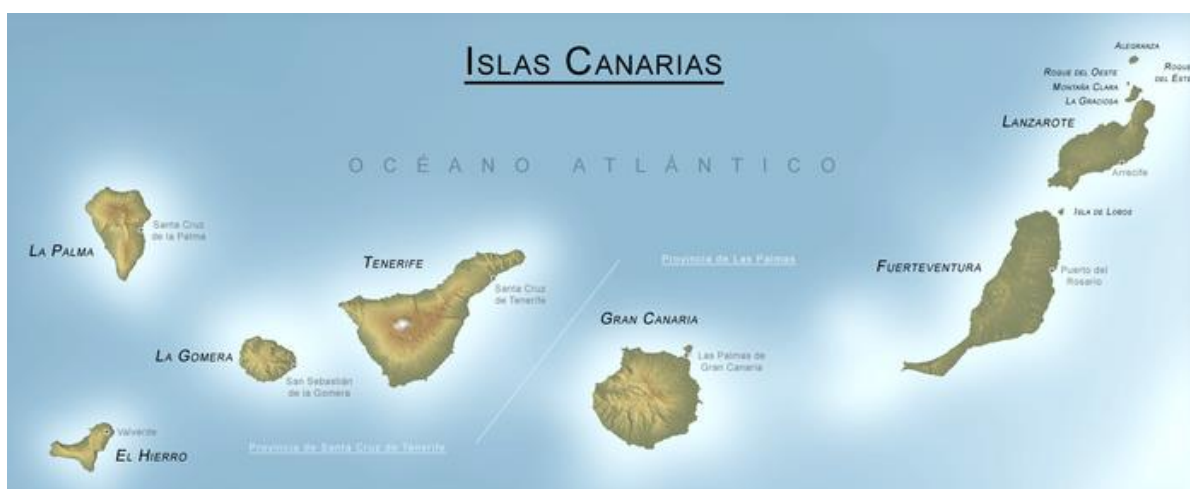 ISLAS CANARIAS
ALEGRANZA
ROQUE DEL OESTE
ROQUE
DEL ESTE
MONTAÑA CLARA
LA GRACIOSA
LANZAROTE
OCÉANO ATLÁNTICO
Arrecife
ISLA DE LOBOS
Santa Cruz
de la Palma
LA PALMA
TENERIFE
Provincia de Las Palmas
FUERTEVENTURA
Puerto del
Rosario
Santa Cruz
de Tenerife
GRAN CANARIA
LA GOMERA
Las Palmas de
Gran Canaria
San Sebastián
de la Gomera
Valverde
EL HIERRO
Provincia de Santa Cruz de Tenerife